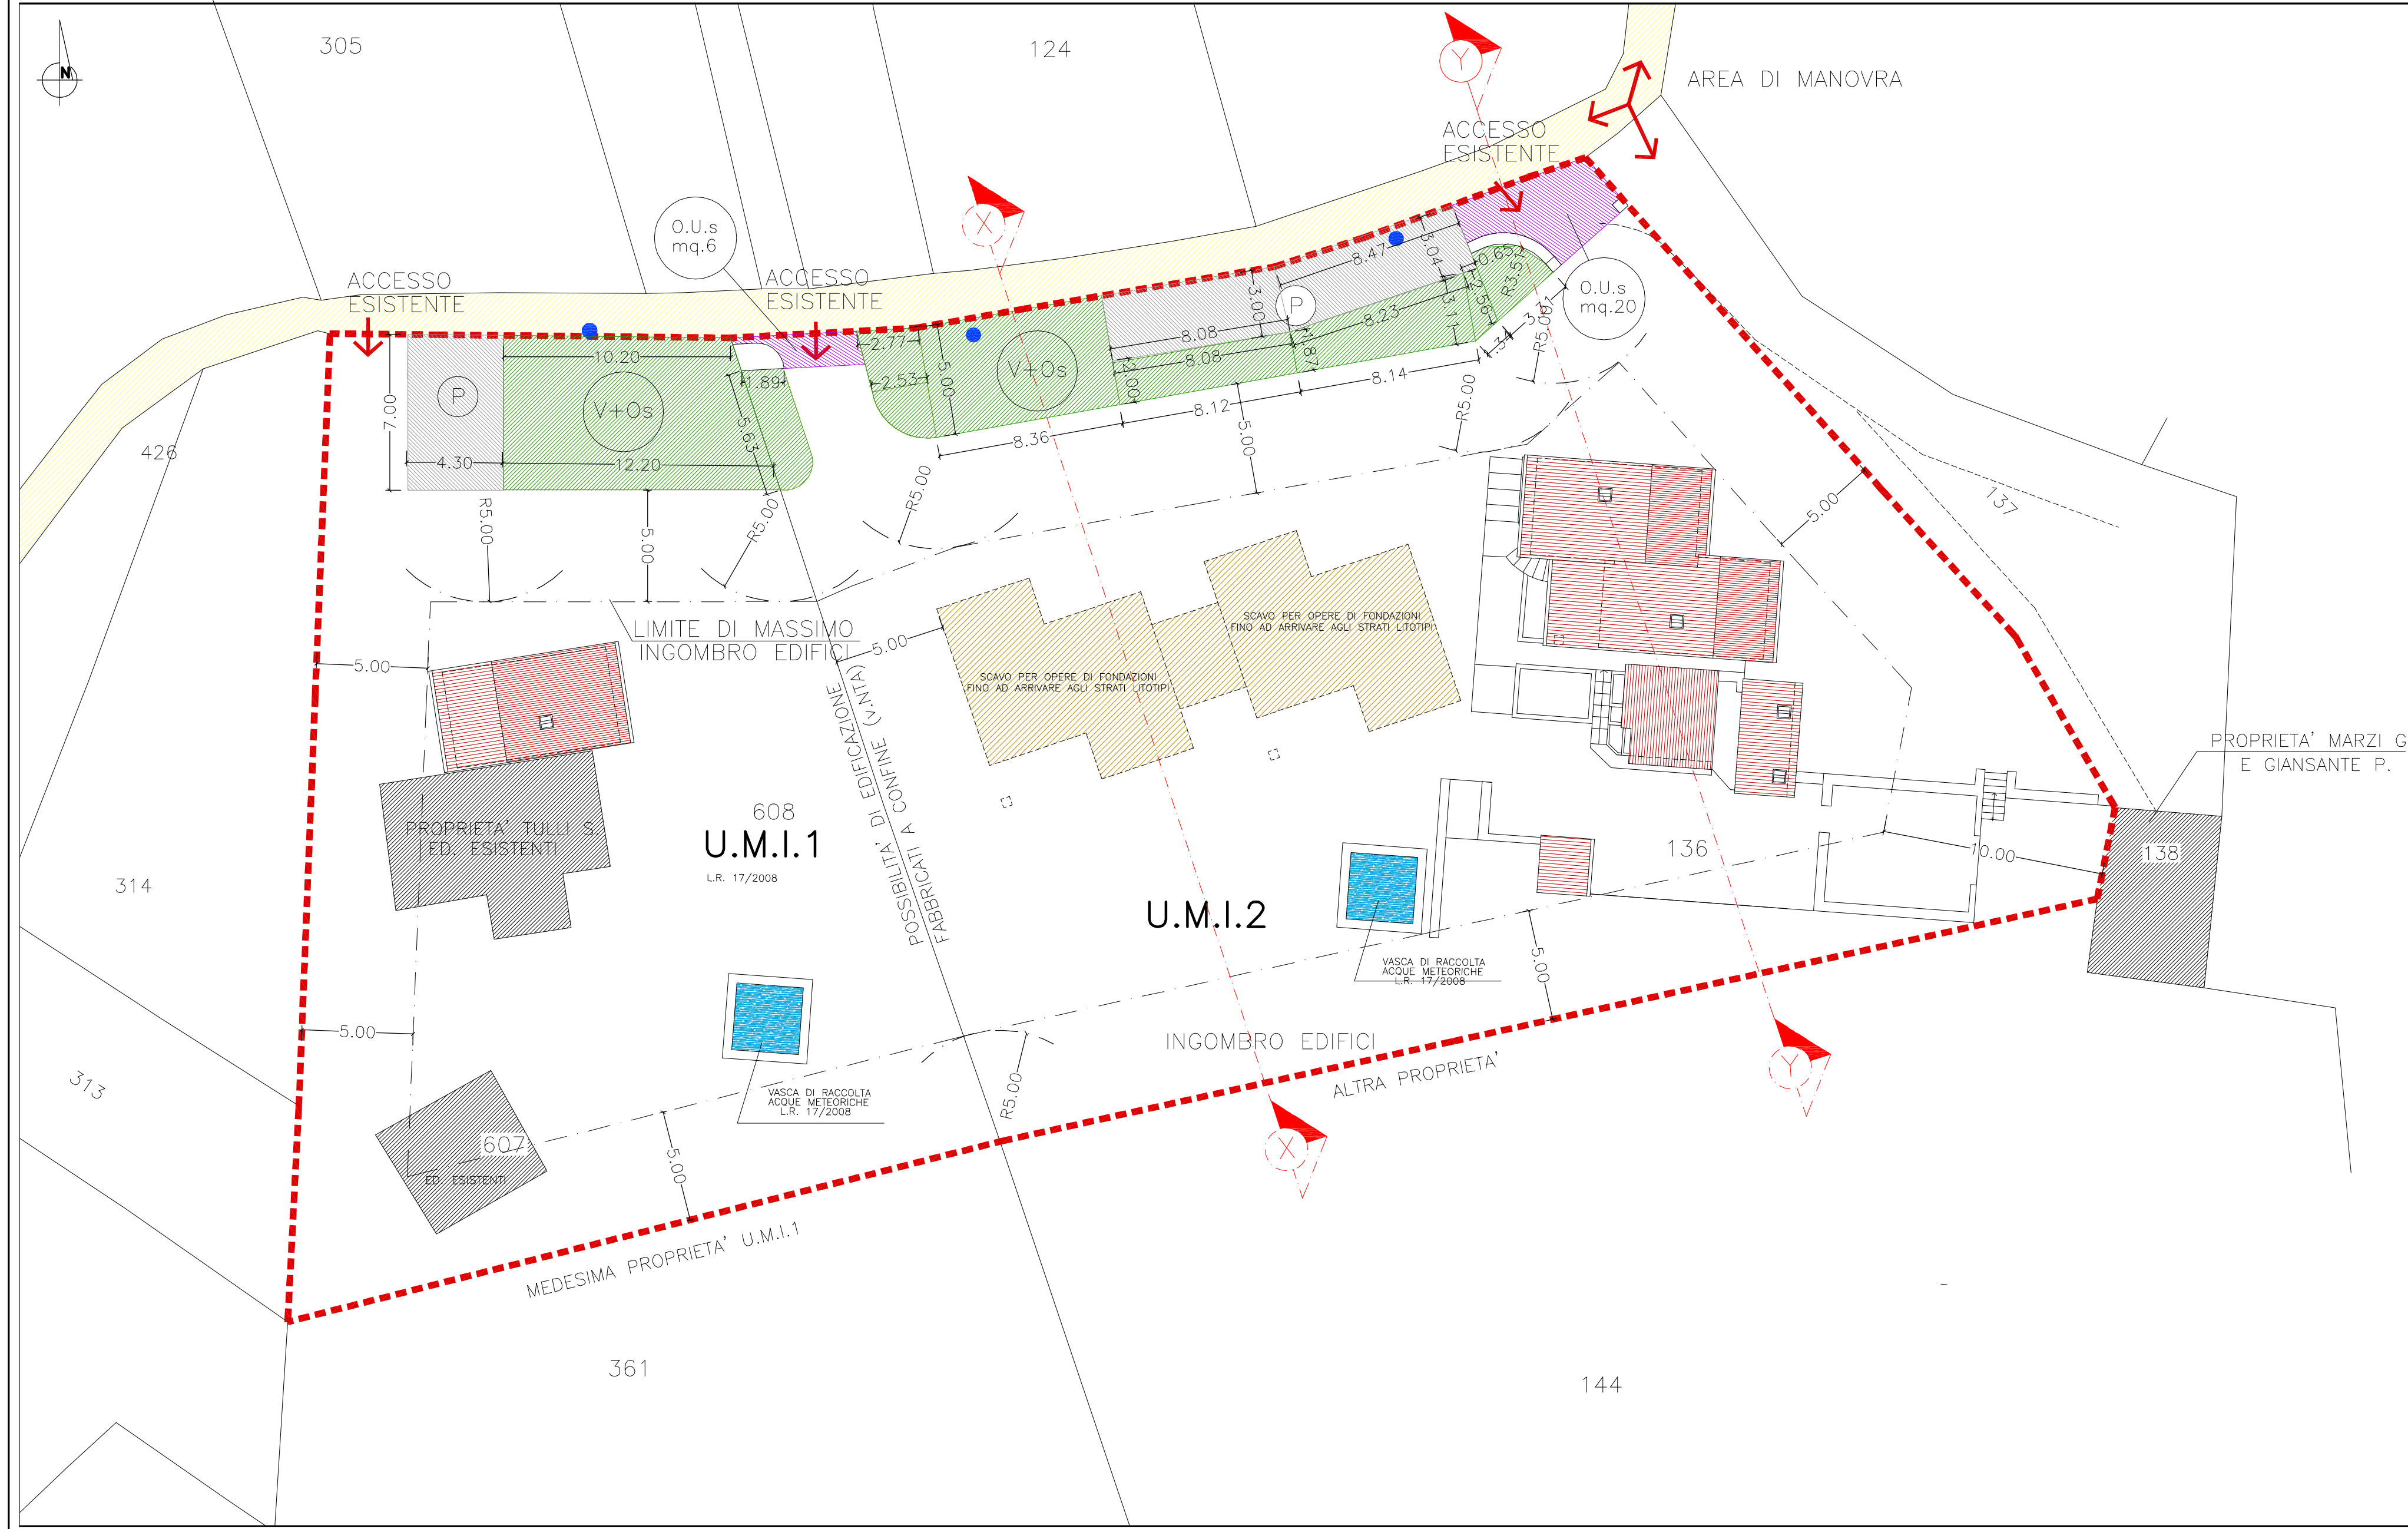 N
305
124
Y
AREA DI MANOVRA
ACCESSO
ESISTENTE
O.U.s
mq.6
X
ACCESSO
ESISTENTE
ACCESSO
ESISTENTE
O.U.s
mq.20
8.47
3.04
0.65
R3.57
2.56
3.11
3.00
P
8.08
8.23
8.08
1.87
2.00
R5.00
8.14
8.12
8.36
2.77
2.53
5.00
V+Os
10.20
1.89
5.63
7.00
P
V+Os
4.30
12.20
426
R5.00
5.00
R5.00
R5.00
5.00
R5.00
5.00
137
LIMITE DI MASSIMO
INGOMBRO EDIFICI
5.00
5.00
SCAVO PER OPERE DI FONDAZIONI
FINO AD ARRIVARE AGLI STRATI LITOTIPI
SCAVO PER OPERE DI FONDAZIONI
FINO AD ARRIVARE AGLI STRATI LITOTIPI
POSSIBILITA' DI EDIFICAZIONE
FABBRICATI A CONFINE (V.NTA)
PROPRIETA' MARZI G
E GIANSANTE P.
PROPRIETA' TULLI S.
ED. ESISTENTI
608
U.M.I.1
L.R. 17/2008
314
136
10.00
138
U.M.I.2
VASCA DI RACCOLTA
ACQUE METEORICHE
L.R. 17/2008
5.00
5.00
INGOMBRO EDIFICI
ALTRA PROPRIETA'
Y
313
VASCA DI RACCOLTA
ACQUE METEORICHE
L.R. 17/2008
R5.00
X
607
ED. ESISTENTI
5.00
MEDESIMA PROPRIETA' U.M.I.1
361
144